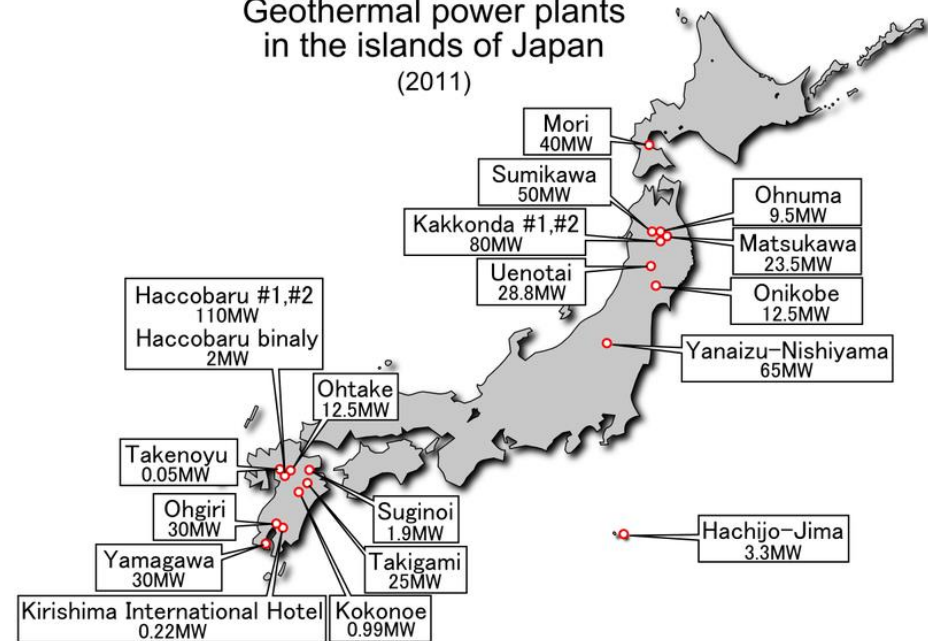 Geothermal power plants
in the islands of Japan
(2011)
Mori
40MW
Sumikawa
50MW
Ohnuma
9.5MW
Kakkonda #1,#2
80MW
Matsukawa
23.5MW
Uenotai
28.8MW
Onikobe
12.5MW
Haccobaru #1,#2
110MW
Haccobaru binaly
2MW
Yanaizu-Nishiyama
65MW
Ohtake
12.5MW
Takenoyu
0.05MW
Ohgiri
30MW
Suginoi
1.9MW
Hachijo-Jima
3.3MW
Yamagawa
30MW
Takigami
25MW
Kirishima International Hotel
0.22MW
Kokonoe
0.99MW